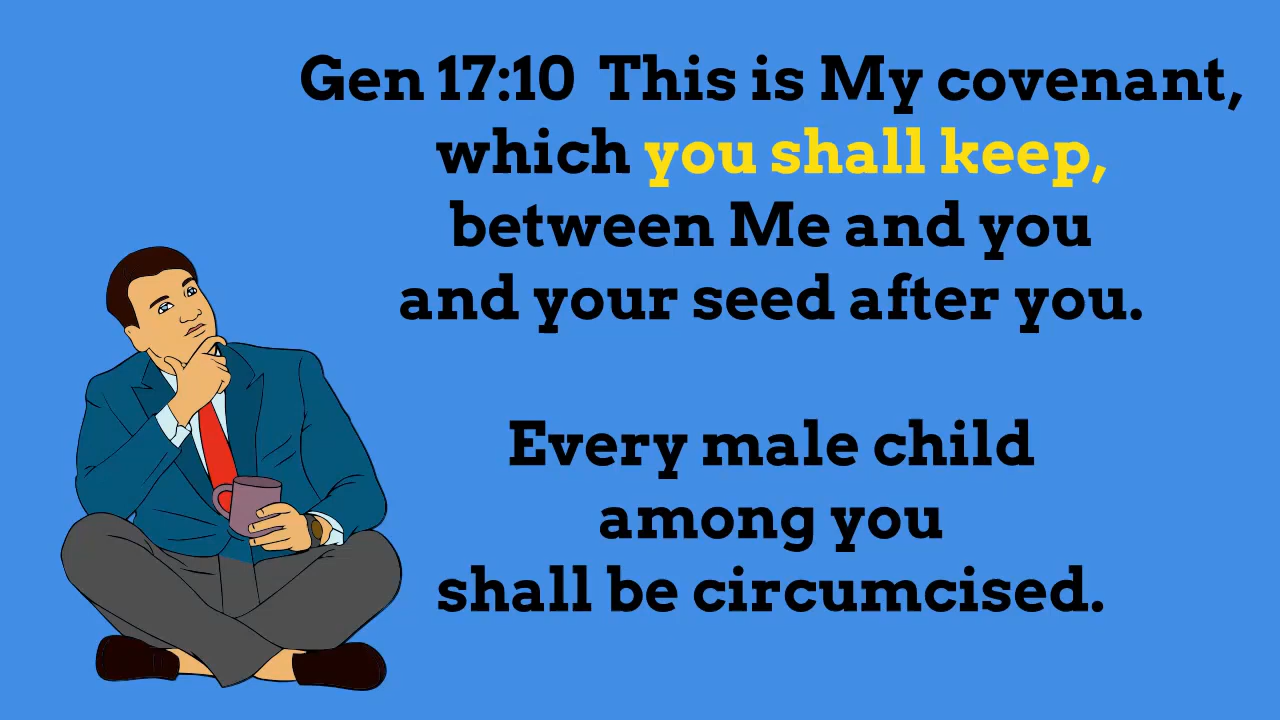 Gen 17:10 This is My covenant,
which you shall keep,
between Me and you
and your seed after you.
Every male child
among you
shall be circumcised.